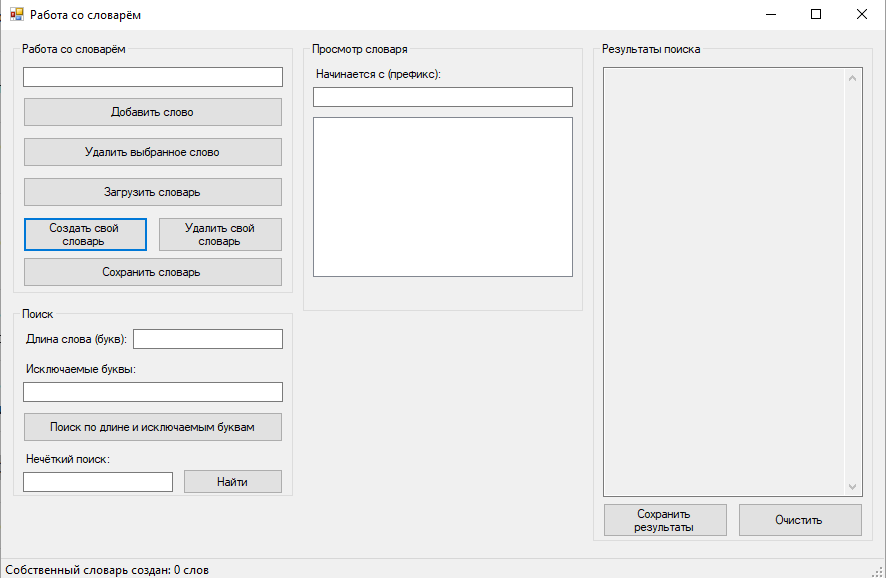 Работа со словарём
Работа со словарём
Добавить слово
Удалить выбранное слово
Загрузить словарь
Создать свой
словарь
Удалить свой
словарь
Сохранить словарь
Поиск
Длина слова (букв):
Исключаемые буквы:
Поиск по длине и исключаемым буквам
Нечёткий поиск:
Найти
Просмотр словаря
Начинается с (префикс):
Результаты поиска
Сохранить
результаты
Очистить
Собственный словарь создан: 0 слов